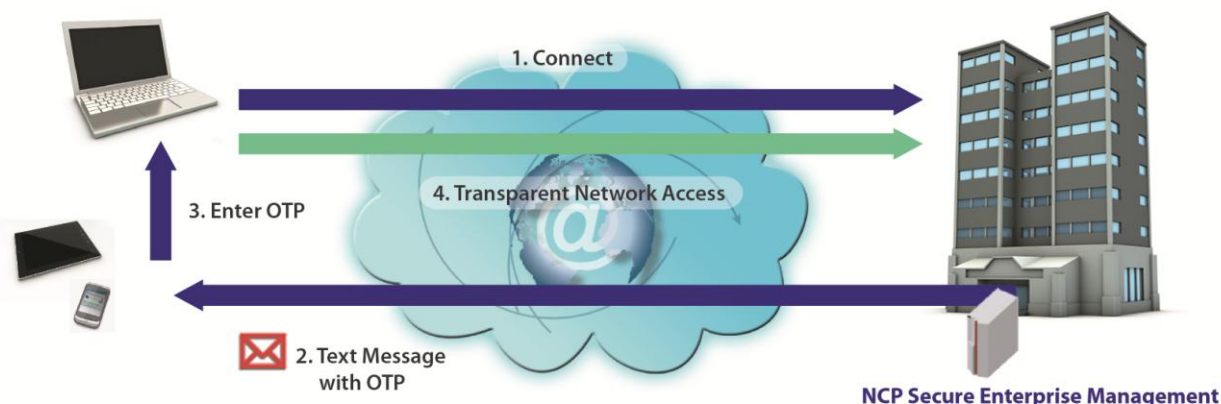 1. Connect
4. Transparent Network Access
3. Enter OTP
@
2. Text Message
with OTP
NCP Secure Enterprise Management